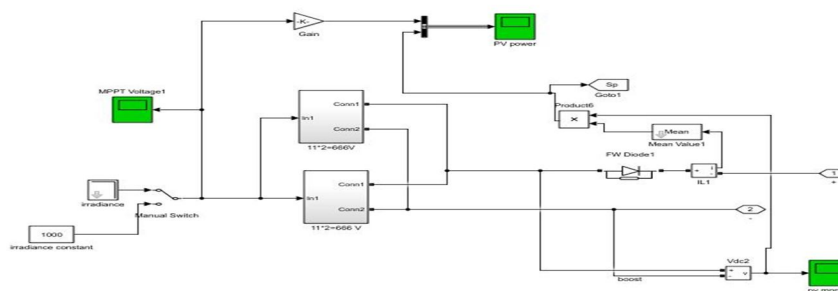 -K-
Gain
PV power
MPPT Voltage1
Sp
Goto1
Conn1
In1
Conn2
11*2=666V
Product6
×
Mean
Mean Value1
FW Diode1
+ i
-
IL1
1
+
irradiance
Manual Switch
Conn1
In1
Conn2
11*2=666 V
2
-
1000
irradiance constant
Vdc2
+ v
-
boost